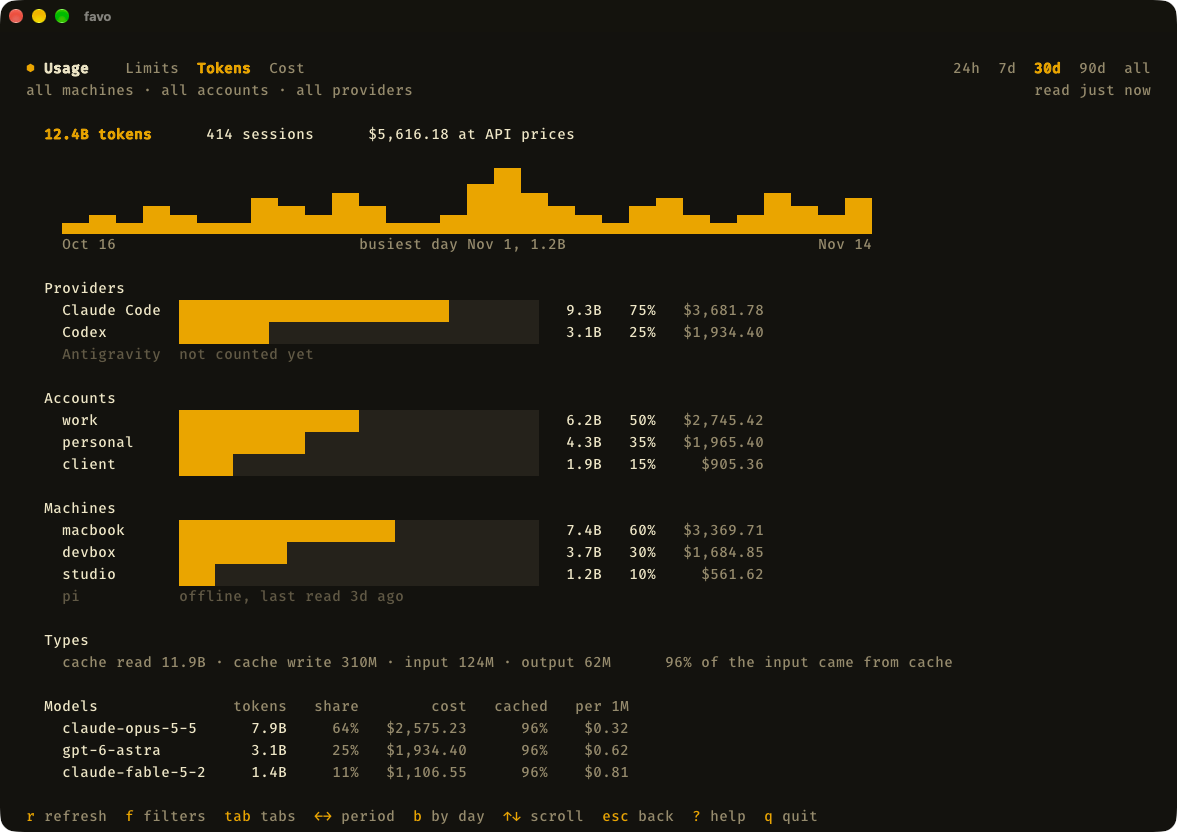 favo
Usage Limits Tokens Cost 24h 7d 30d 90d all
all machines · all accounts · all providers read just now
12.4B tokens 414 sessions $5,616.18 at API prices
Oct 16 busiest day Nov 1, 1.2B Nov 14
Providers
Claude Code 9.3B 75% $3,681.78
Codex 3.1B 25% $1,934.40
Antigravity not counted yet
Accounts
work 6.2B 50% $2,745.42
personal 4.3B 35% $1,965.40
client 1.9B 15% $905.36
Machines
macbook 7.4B 60% $3,369.71
devbox 3.7B 30% $1,684.85
studio 1.2B 10% $561.62
pi offline, last read 3d ago
Types
cache read 11.9B · cache write 310M · input 124M · output 62M 96% of the input came from cache
Models tokens share cost cached per 1M
claude-opus-5-5 7.9B 64% $2,575.23 96% $0.32
gpt-6-astra 3.1B 25% $1,934.40 96% $0.62
claude-fable-5-2 1.4B 11% $1,106.55 96% $0.81
r refresh f filters tab tabs ↔ period b by day ↑↓ scroll esc back ? help q quit